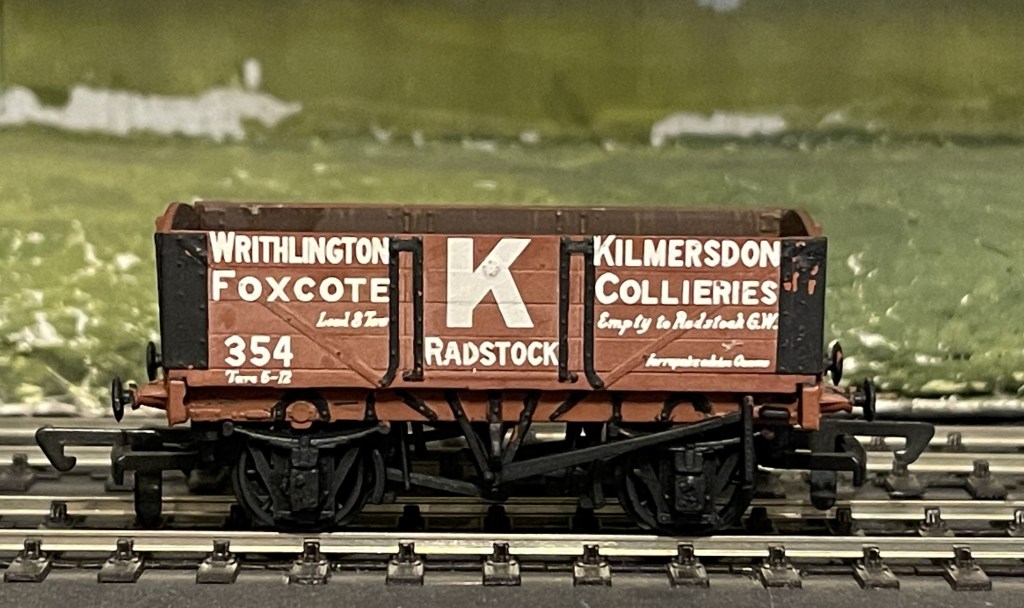 WRITHLINGTON
FOXCOTE
Load 8 Tons
354
Tare 6-12
K
RADSTOCK
KILMERSDON
COLLIERIES
Empty to Radstock G.W.